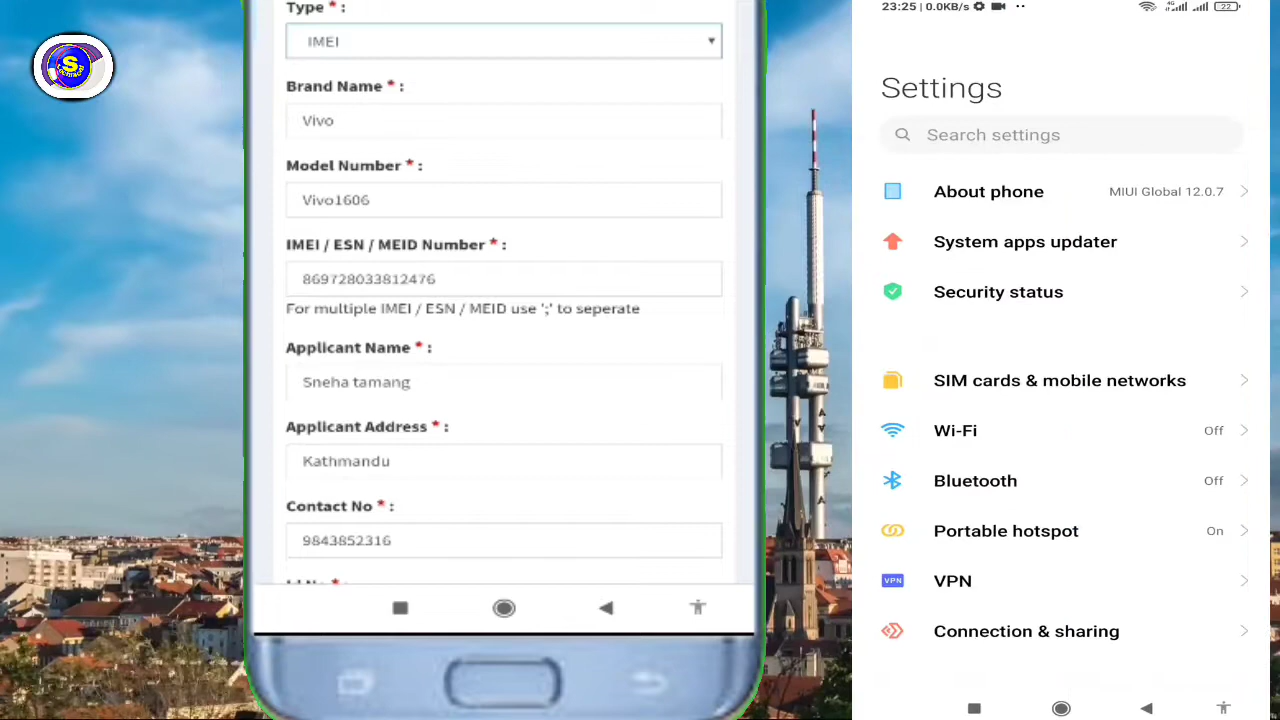 S
Type * :
IMEI
Brand Name * :
Vivo
Model Number * :
Vivo1606
IMEI / ESN / MEID Number * :
869728033812476
For multiple IMEI / ESN / MEID use ';' to seperate
Applicant Name * :
Sneha tamang
Applicant Address * :
Kathmandu
Contact No * :
9843852316
23:25 | 0.0KB/s
4G
22
Settings
Search settings
About phone MIUI Global 12.0.7
System apps updater
Security status
SIM cards & mobile networks
Wi-Fi Off
Bluetooth Off
Portable hotspot On
VPN VPN
Connection & sharing